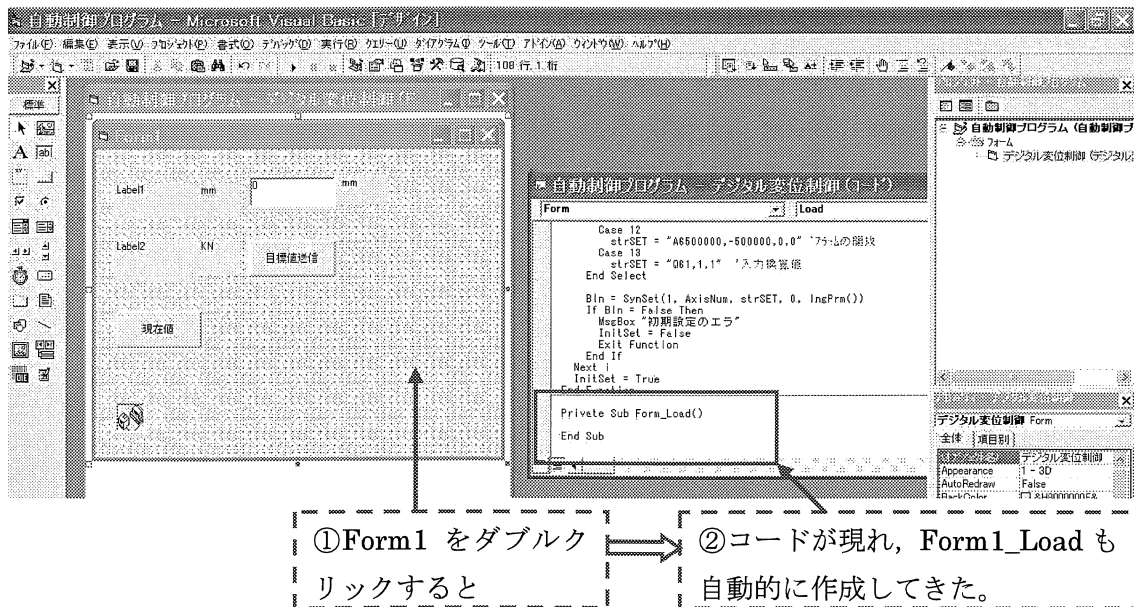 自動制御プログラム - Microsoft Visual Basic [デザイン]
ファイル(F) 編集(E) 表示(V) プロジェクト(P) 書式(O) デバッグ(D) 実行(R) クエリー(U) ダイアグラム(I) ツール(T) アドイン(A) ウィンドウ(W) ヘルプ(H)
108 行, 1 桁
標準
Form1
Label1
mm
0
mm
Label2
KN
目標値送信
現在値
自動制御プログラム - デジタル変位制御 (コード)
Form
Load
Case 12
strSET = "A6500000,-500000,0,0" 'アラームの開放
Case 13
strSET = "Q61,1,1"
End Select
Bln = SynSet(1, AxisNum, strSET, 0, lngPrm())
If Bln = False Then
MsgBox "初期設定のエラ"
InitSet = False
Exit Function
End If
Next i
InitSet = True
End Function
Private Sub Form_Load()
End Sub
自動制御プログラム (自動制御プ
フォーム
デジタル変位制御 (デジタル
デジタル変位制御 Form
全体 項目別
デジタル変位制御
Appearance 1 - 3D
AutoRedraw False
BackColor
①Form1 をダブルク
リックすると
②コードが現れ，Form1_Load も
自動的に作成してきた。